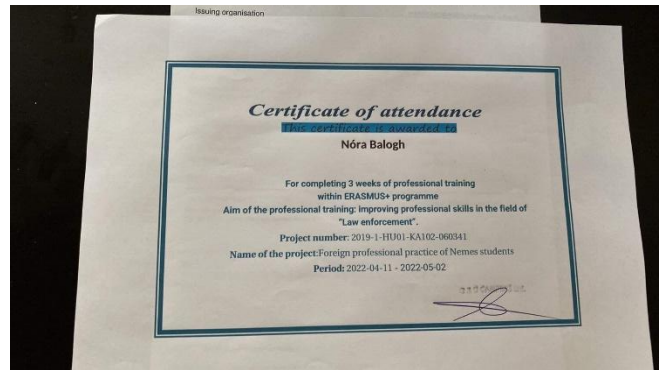 Issuing organisation
Certificate of attendance
This certificate is awarded to
Nóra Balogh
For completing 3 weeks of professional training
within ERASMUS+ programme
Aim of the professional training: improving professional skills in the field of
"Law enforcement".
Project number: 2019-1-HU01-KA102-060341
Name of the project:Foreign professional practice of Nemes students
Period: 2022-04-11 - 2022-05-02